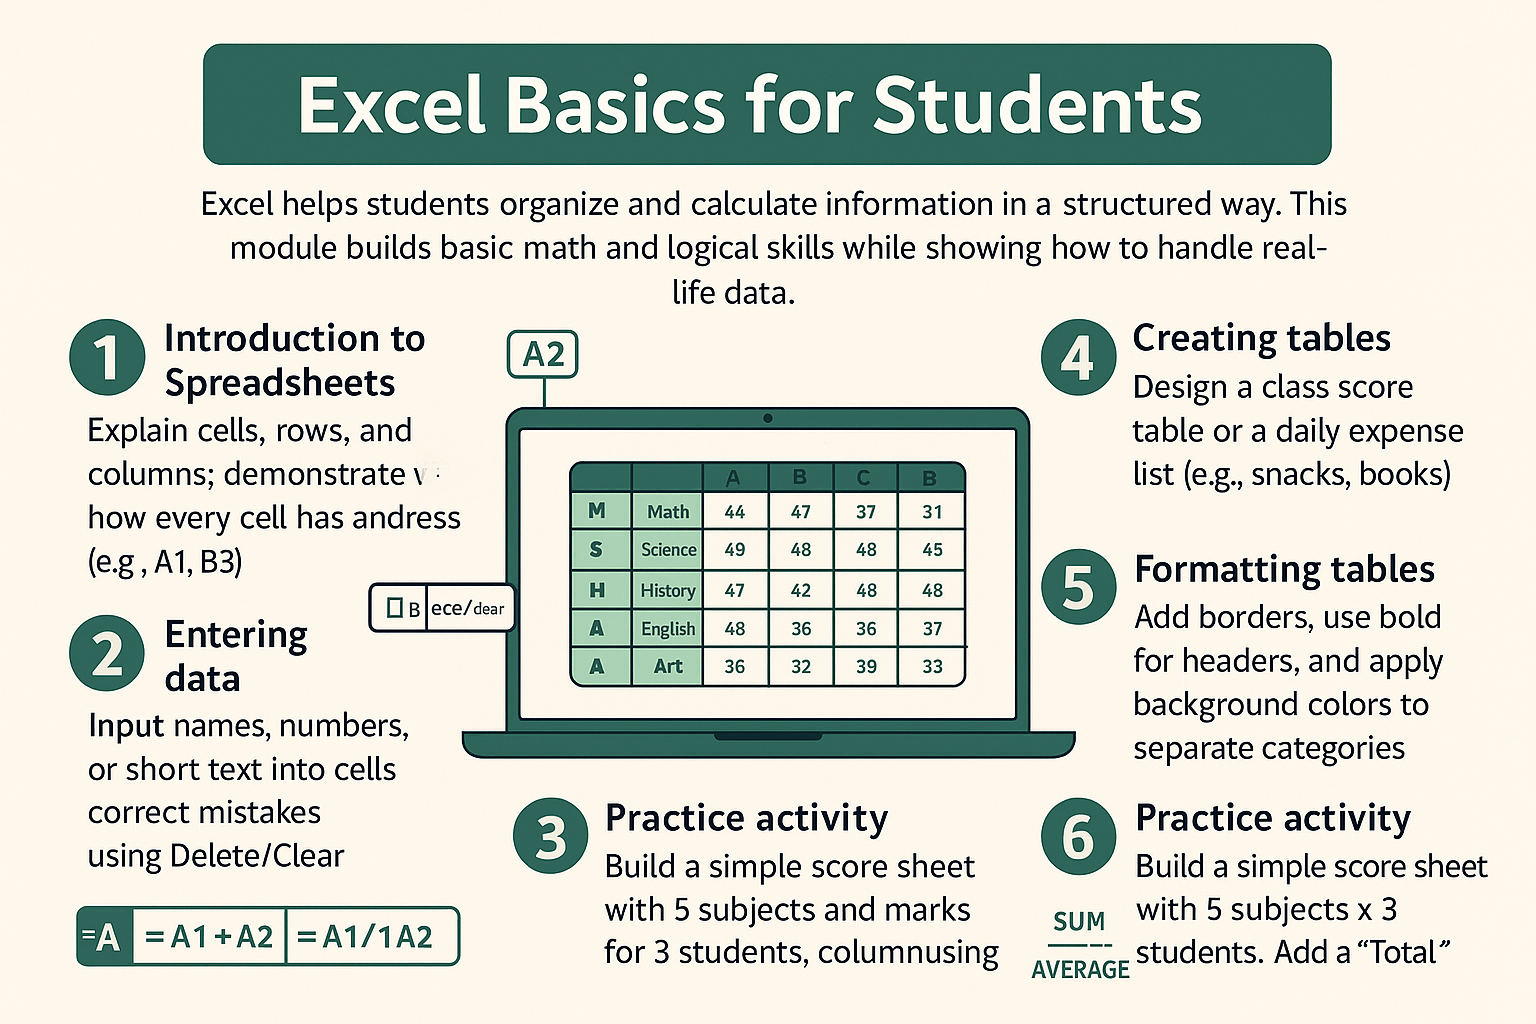 Excel Basics for Students
Excel helps students organize and calculate information in a structured way. This
module builds basic math and logical skills while showing how to handle real-
life data.
1
Introduction to
Spreadsheets
Explain cells, rows, and
columns; demonstrate
how every cell has andress
(e.g , A1, B3)
2
Entering
data
Input names, numbers,
or short text into cells
correct mistakes
using Delete/Clear
=A =A1+A2 =A1/1A2
A2
B ece/dear
A B C B
M Math 44 47 37 31
S Science 49 48 48 45
H History 47 42 48 48
A English 48 36 36 37
A Art 36 32 39 33
3
Practice activity
Build a simple score sheet
with 5 subjects and marks
for 3 students, columnusing
4
Creating tables
Design a class score
table or a daily expense
list (e.g., snacks, books)
5
Formatting tables
Add borders, use bold
for headers, and apply
background colors to
separate categories
6
Practice activity
Build a simple score sheet
with 5 subjects x 3
students. Add a “Total”
SUM
AVERAGE